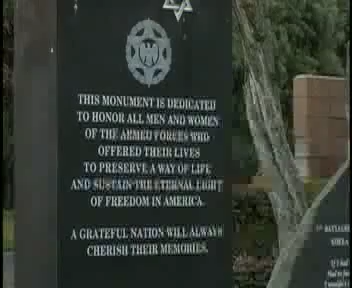 THIS MONUMENT IS DEDICATED
TO HONOR ALL MEN AND WOMEN
OF THE ARMED FORCES WHO
OFFERED THEIR LIVES
TO PRESERVE A WAY OF LIFE
AND SUSTAIN THE ETERNAL LIGHT
OF FREEDOM IN AMERICA.
A GRATEFUL NATION WILL ALWAYS
CHERISH THEIR MEMORIES.
If I had